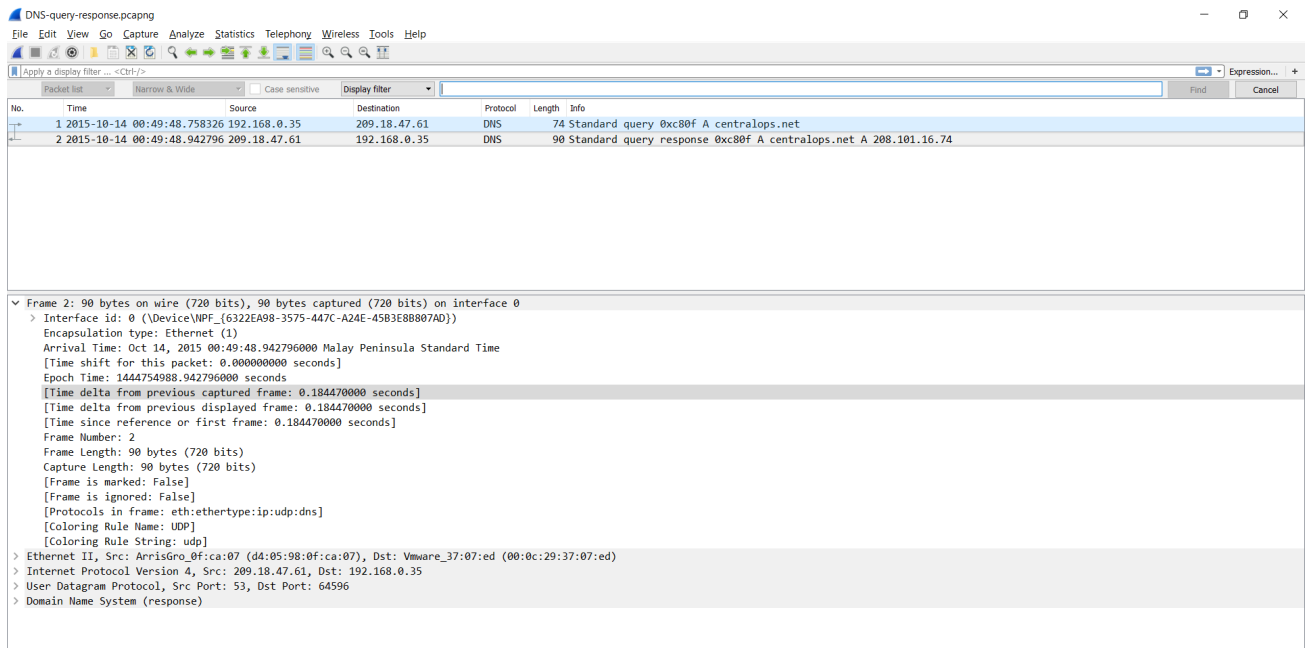 DNS-query-response.pcapng
File Edit View Go Capture Analyze Statistics Telephony Wireless Tools Help
Apply a display filter ... <Ctrl-/> Expression... +
Packet list Narrow & Wide Case sensitive Display filter Find Cancel
No. Time Source Destination Protocol Length Info
1 2015-10-14 00:49:48.758326 192.168.0.35 209.18.47.61 DNS 74 Standard query 0xc80f A centralops.net
2 2015-10-14 00:49:48.942796 209.18.47.61 192.168.0.35 DNS 90 Standard query response 0xc80f A centralops.net A 208.101.16.74
Frame 2: 90 bytes on wire (720 bits), 90 bytes captured (720 bits) on interface 0
Interface id: 0 (\Device\NPF_{6322EA98-3575-447C-A24E-45B3E8B807AD})
Encapsulation type: Ethernet (1)
Arrival Time: Oct 14, 2015 00:49:48.942796000 Malay Peninsula Standard Time
[Time shift for this packet: 0.000000000 seconds]
Epoch Time: 1444754988.942796000 seconds
[Time delta from previous captured frame: 0.184470000 seconds]
[Time delta from previous displayed frame: 0.184470000 seconds]
[Time since reference or first frame: 0.184470000 seconds]
Frame Number: 2
Frame Length: 90 bytes (720 bits)
Capture Length: 90 bytes (720 bits)
[Frame is marked: False]
[Frame is ignored: False]
[Protocols in frame: eth:ethertype:ip:udp:dns]
[Coloring Rule Name: UDP]
[Coloring Rule String: udp]
Ethernet II, Src: ArrisGro_0f:ca:07 (d4:05:98:0f:ca:07), Dst: Vmware_37:07:ed (00:0c:29:37:07:ed)
Internet Protocol Version 4, Src: 209.18.47.61, Dst: 192.168.0.35
User Datagram Protocol, Src Port: 53, Dst Port: 64596
Domain Name System (response)